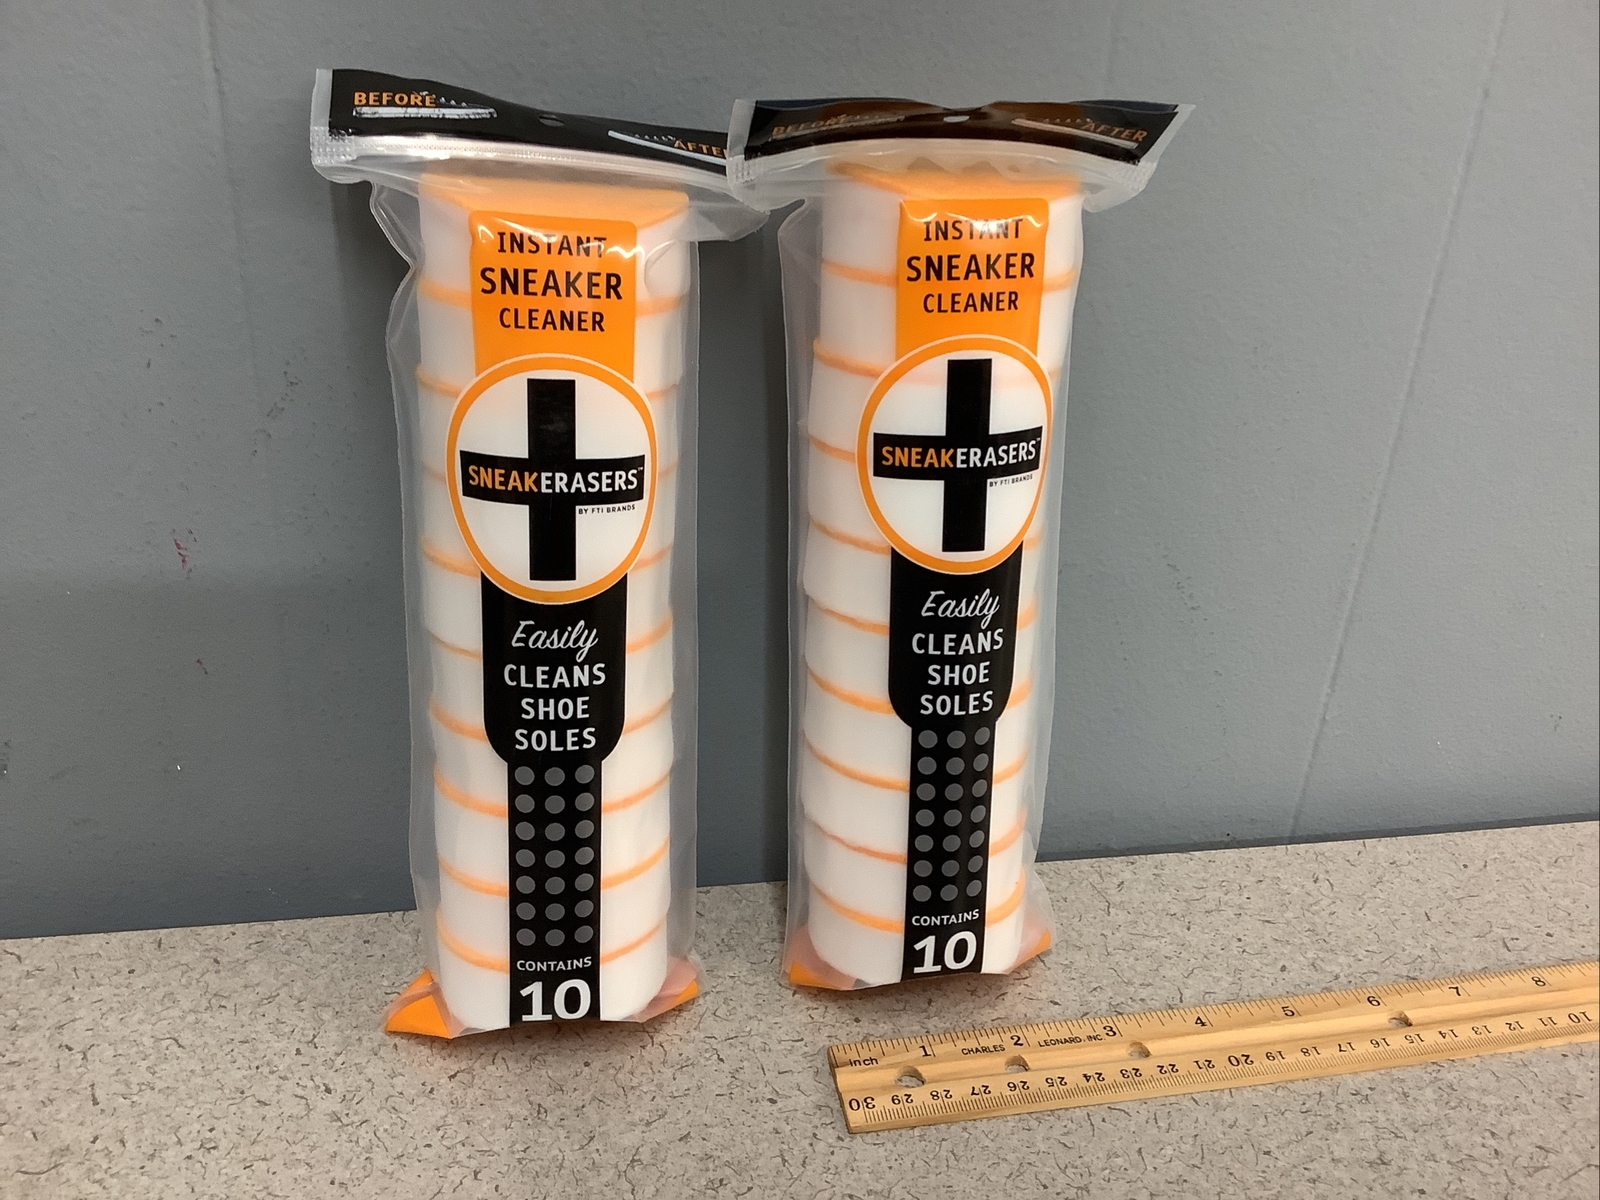 BEFORE
AFTER
INSTANT
SNEAKER
CLEANER
SNEAKERASERS™
BY FTI BRANDS
Easily
CLEANS
SHOE
SOLES
CONTAINS
10
BEFORE
AFTER
INSTANT
SNEAKER
CLEANER
SNEAKERASERS™
BY FTI BRANDS
Easily
CLEANS
SHOE
SOLES
CONTAINS
10
inch 1 2 3 4 5 6 7 8
CHARLES LEONARD, INC.
30 29 28 27 26 25 24 23 22 21 20 19 18 17 16 15 14 13 12 11 10